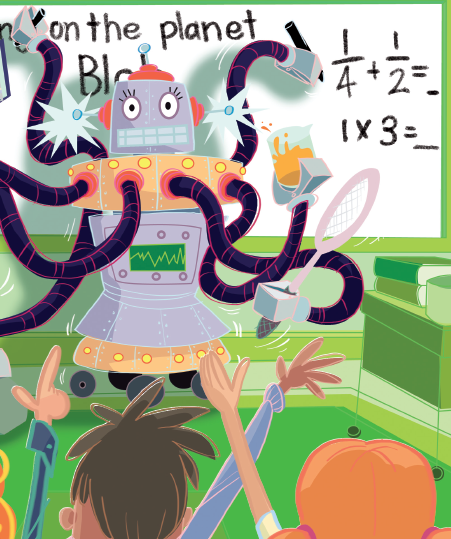 on the planet
1/4 + 1/2 = _
1 x 3 = _